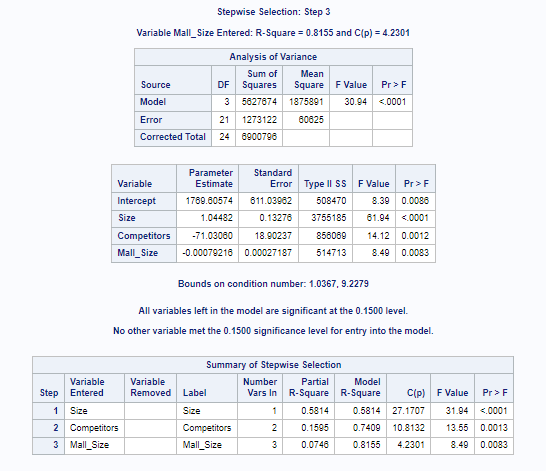 Stepwise Selection: Step 3
Variable Mall_Size Entered: R-Square = 0.8155 and C(p) = 4.2301
Analysis of Variance
Source DF Sum of Squares Mean Square F Value Pr > F
Model 3 5627674 1875891 30.94 <.0001
Error 21 1273122 60625
Corrected Total 24 6900796
Variable Parameter Estimate Standard Error Type II SS F Value Pr > F
Intercept 1769.60574 611.03962 508470 8.39 0.0086
Size 1.04482 0.13276 3755185 61.94 <.0001
Competitors -71.03060 18.90237 856069 14.12 0.0012
Mall_Size -0.00079216 0.00027187 514713 8.49 0.0083
Bounds on condition number: 1.0367, 9.2279
All variables left in the model are significant at the 0.1500 level.
No other variable met the 0.1500 significance level for entry into the model.
Summary of Stepwise Selection
Step Variable Entered Variable Removed Label Number Vars In Partial R-Square Model R-Square C(p) F Value Pr > F
1 Size Size 1 0.5814 0.5814 27.1707 31.94 <.0001
2 Competitors Competitors 2 0.1595 0.7409 10.8132 13.55 0.0013
3 Mall_Size Mall_Size 3 0.0746 0.8155 4.2301 8.49 0.0083